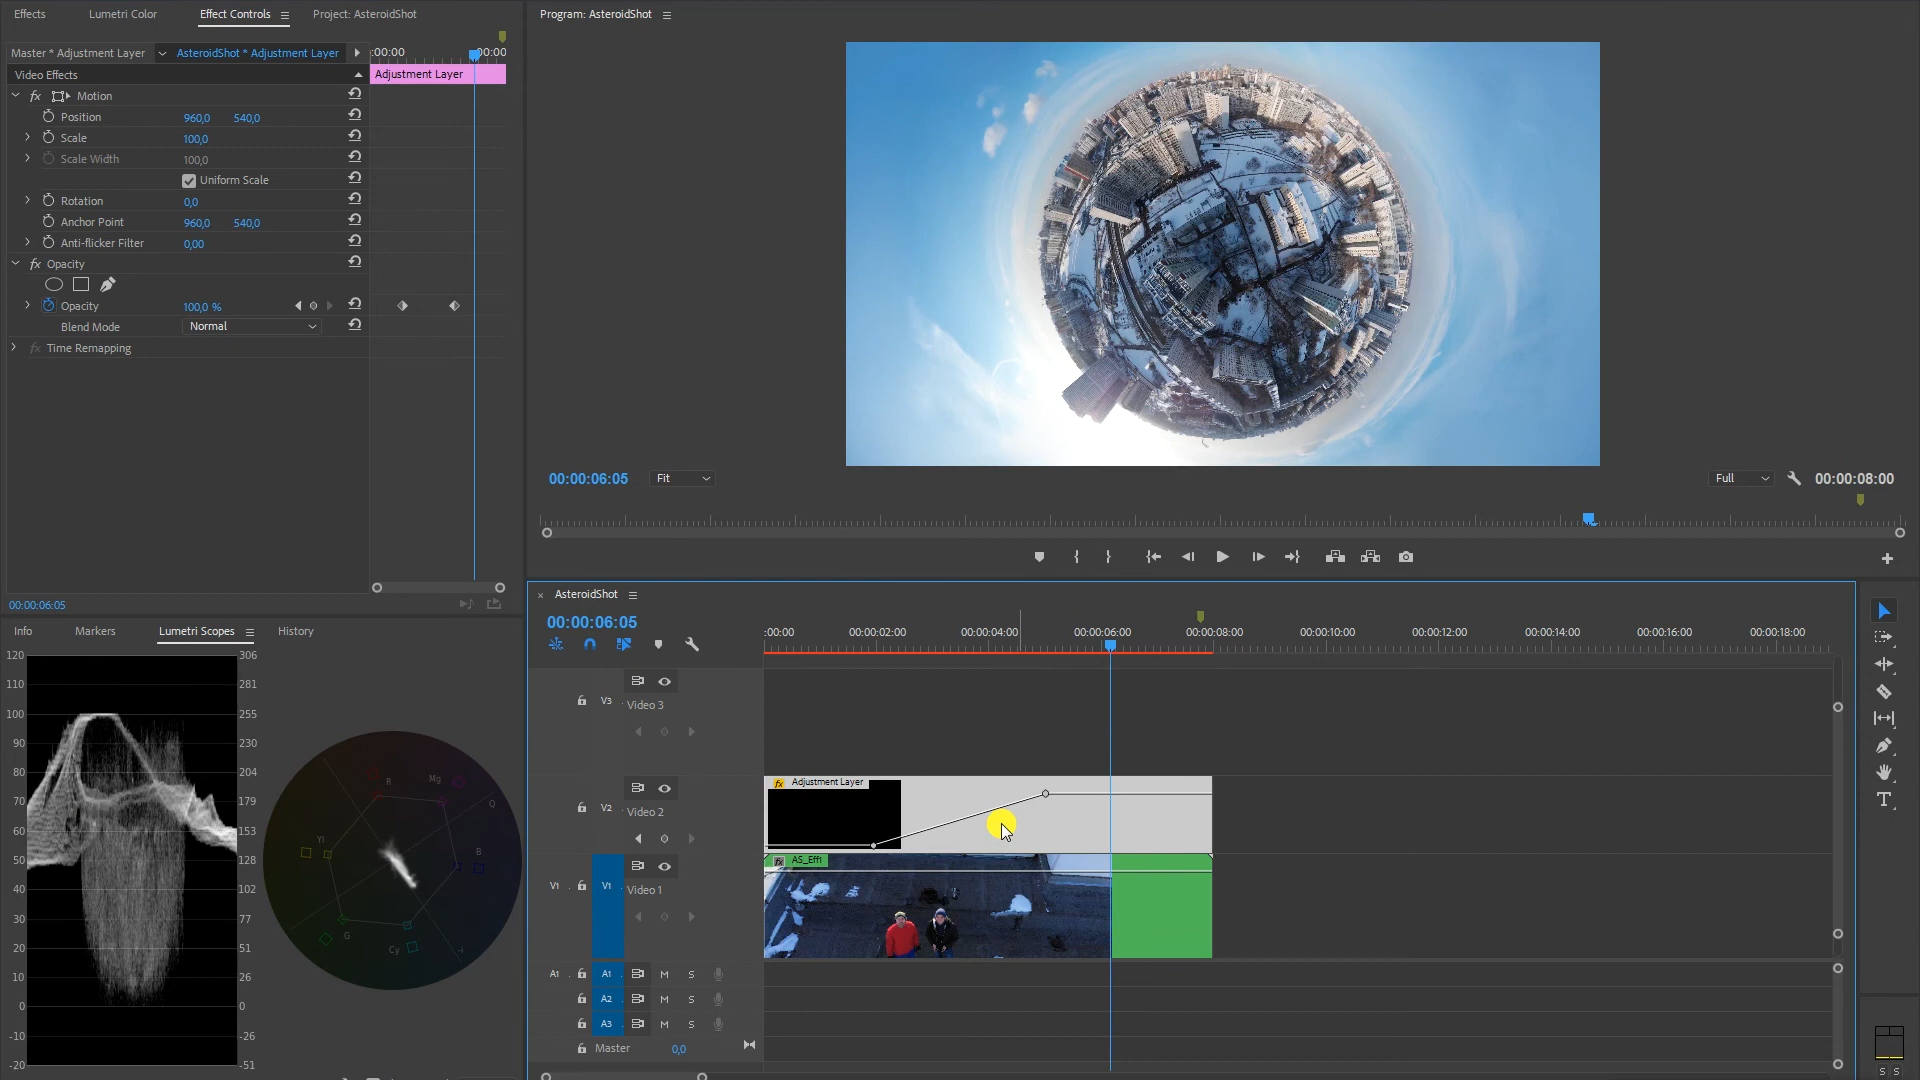 Effects Lumetri Color Effect Controls Project: AsteroidShot
Program: AsteroidShot
Master * Adjustment Layer AsteroidShot * Adjustment Layer :00:00 00:00
Video Effects Adjustment Layer
fx Motion
Position 960,0 540,0
Scale 100,0
Scale Width 100,0
Uniform Scale
Rotation 0,0
Anchor Point 960,0 540,0
Anti-flicker Filter 0,00
fx Opacity
Opacity 100,0 %
Blend Mode Normal
fx Time Remapping
00:00:06:05
00:00:06:05 Fit Full 00:00:08:00
AsteroidShot
00:00:06:05
:00:00 00:00:02:00 00:00:04:00 00:00:06:00 00:00:08:00 00:00:10:00 00:00:12:00 00:00:14:00 00:00:16:00 00:00:18:00
V3 Video 3
fx Adjustment Layer
V2 Video 2
fx AS_Eff1
V1 V1 Video 1
A1 A1 M S
A2 M S
A3 M S
Master 0,0
Info Markers Lumetri Scopes History
120 306
110 281
100 255
90 230
80 204
70 179
60 153
50 128
40 102
30 77
20 51
10 26
0 0
-10 -26
-20 -51
R Mg
Q
Yl B
G Cy -i
T
S S